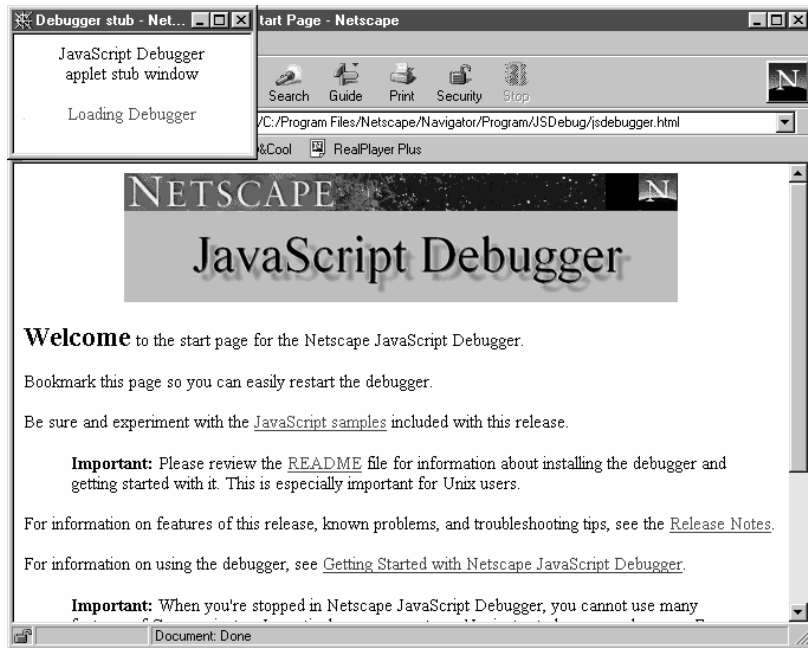 Debugger stub - Net...
tart Page - Netscape
JavaScript Debugger
applet stub window
Loading Debugger
Search Guide Print Security Stop
N
/C:/Program Files/Netscape/Navigator/Program/JSDebug/jsdebugger.html
&Cool RealPlayer Plus
NETSCAPE N
JavaScript Debugger
Welcome to the start page for the Netscape JavaScript Debugger.
Bookmark this page so you can easily restart the debugger.
Be sure and experiment with the JavaScript samples included with this release.
Important: Please review the README file for information about installing the debugger and
getting started with it. This is especially important for Unix users.
For information on features of this release, known problems, and troubleshooting tips, see the Release Notes.
For information on using the debugger, see Getting Started with Netscape JavaScript Debugger.
Important: When you're stopped in Netscape JavaScript Debugger, you cannot use many
Document: Done